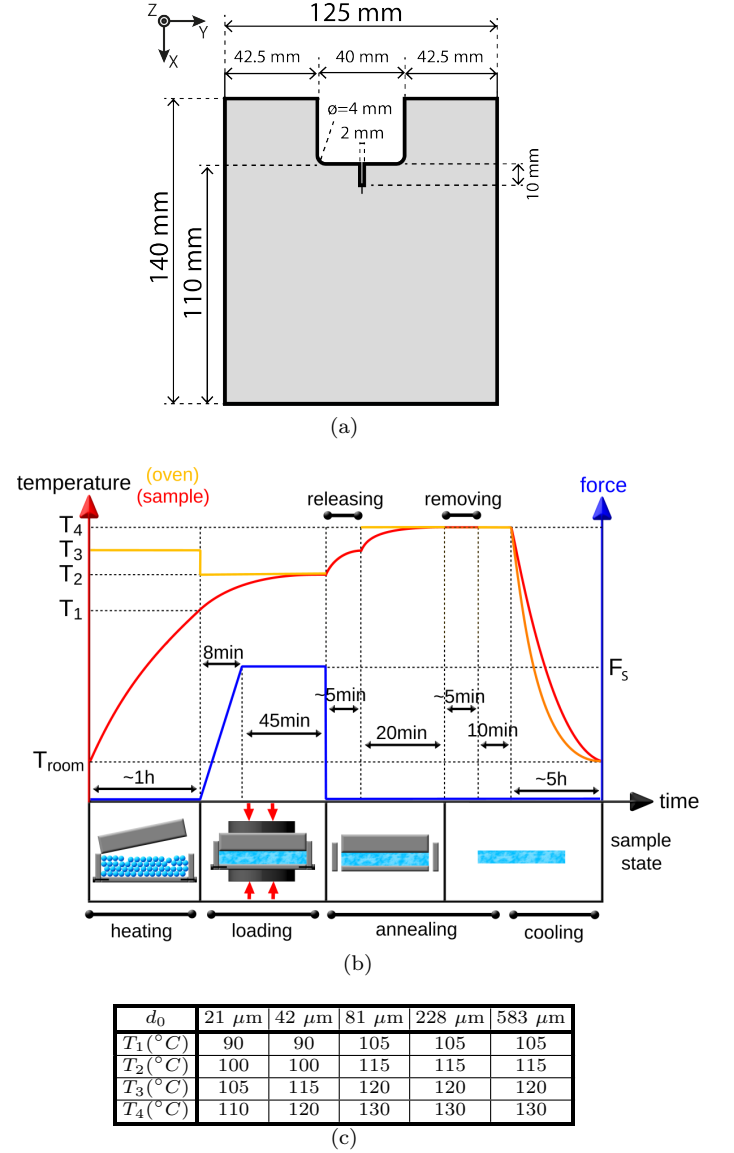 125 mm
Z
Y
X
42.5 mm 40 mm 42.5 mm
ø=4 mm
2 mm
10 mm
140 mm
110 mm
(a)
temperature (oven)
(sample)
force
releasing removing
T4
T3
T2
T1
8min
Fs
~5min ~5min
45min 20min 10min
Troom
~1h ~5h
time
sample
state
heating loading annealing cooling
(b)
d0 21 μm 42 μm 81 μm 228 μm 583 μm
T1(°C) 90 90 105 105 105
T2(°C) 100 100 115 115 115
T3(°C) 105 115 120 120 120
T4(°C) 110 120 130 130 130
(c)